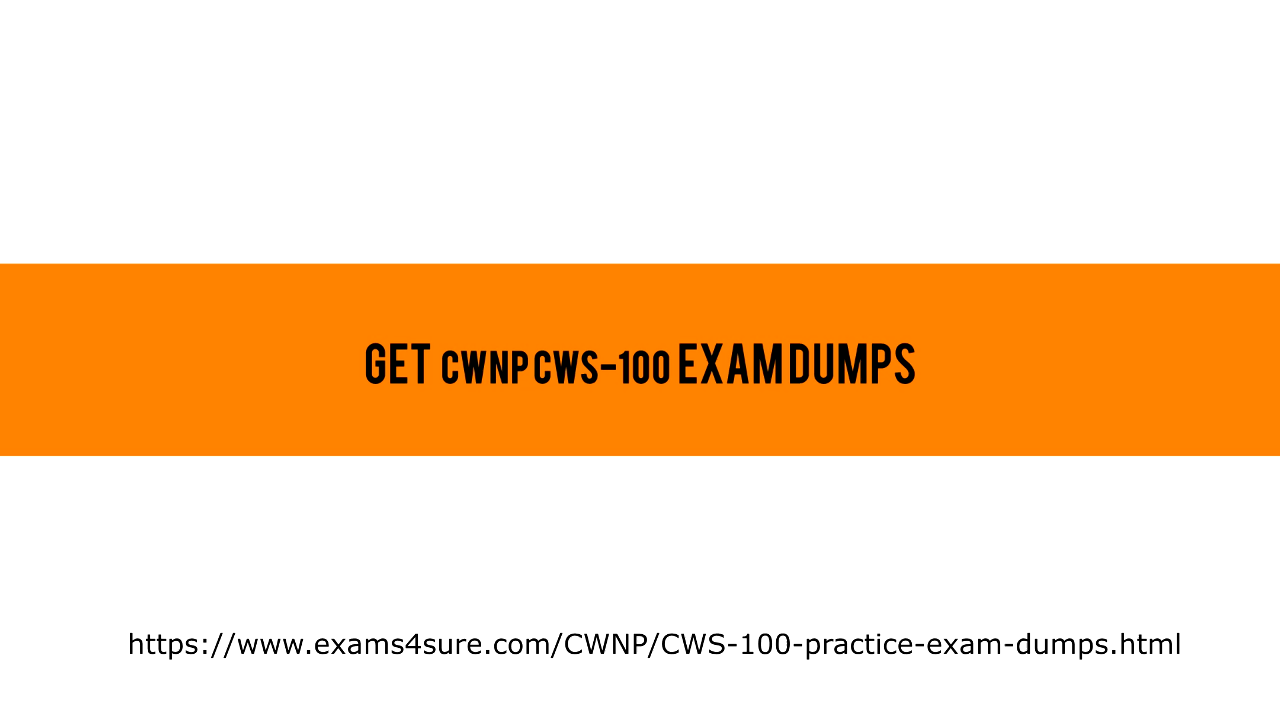 GET CWNP CWS-100 EXAM DUMPS
https://www.exams4sure.com/CWNP/CWS-100-practice-exam-dumps.html